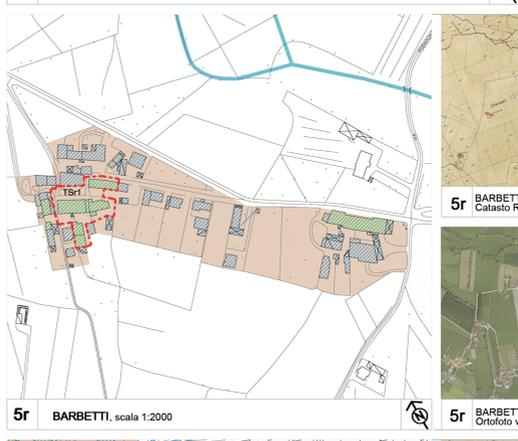 TSr1
5r BARBETTI, scala 1:2000
5r BARBETT
Catasto R
5r BARBETT
Ortofoto v